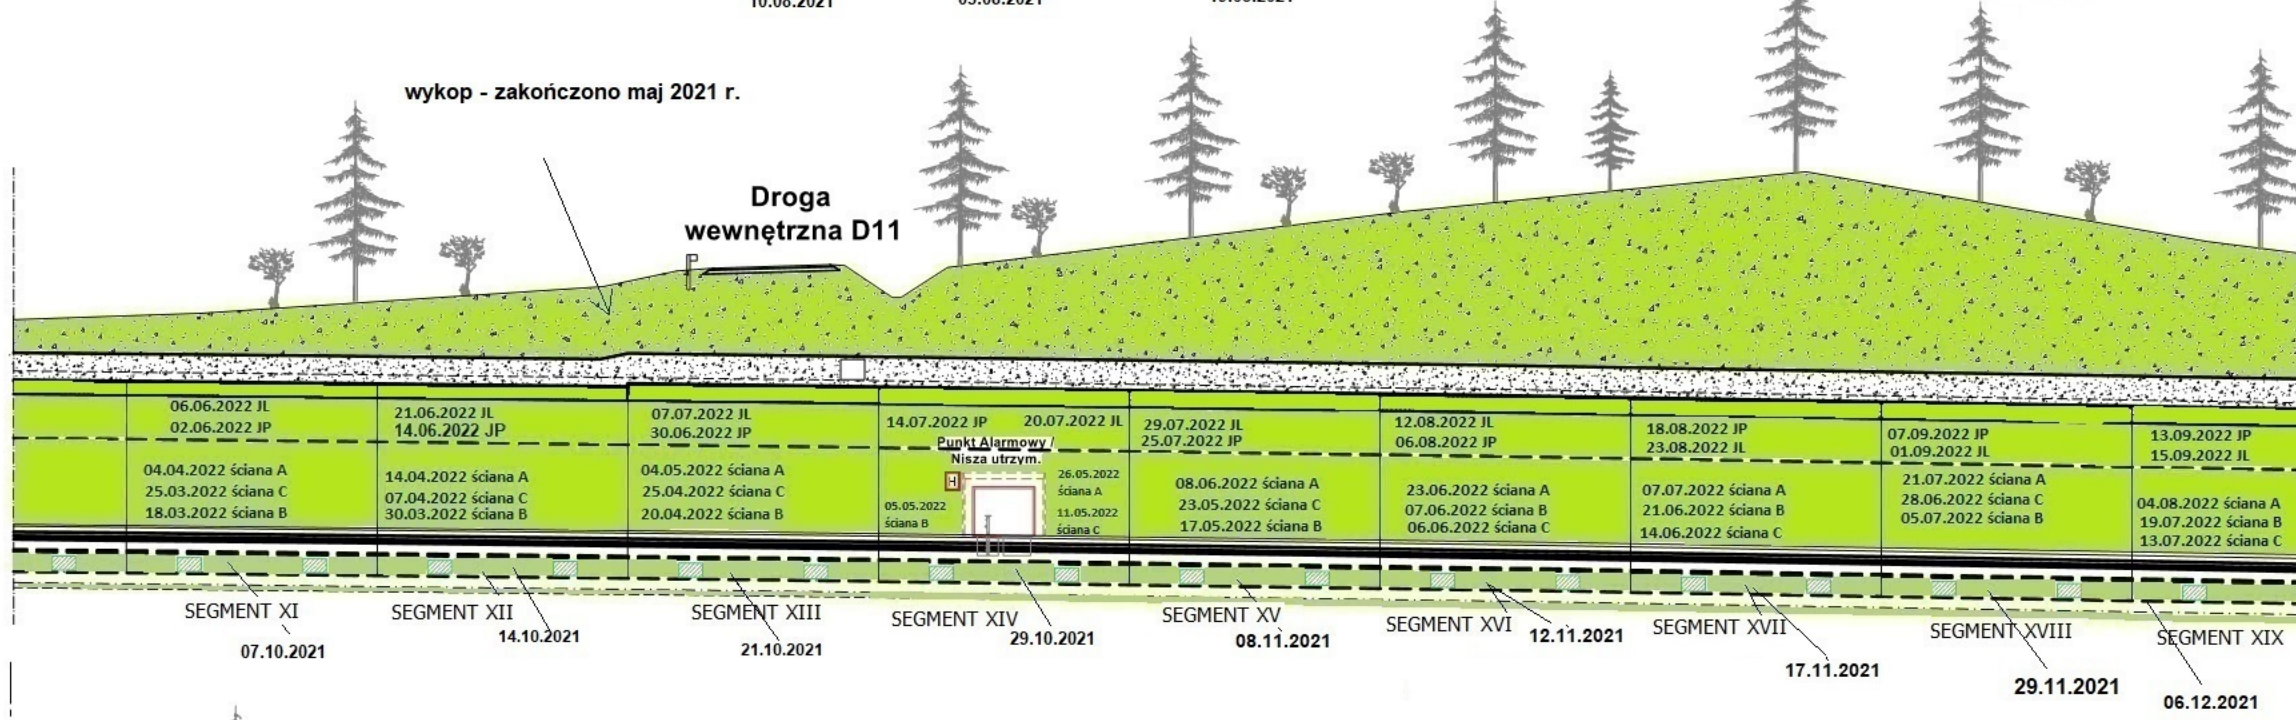 10.08.2021
wykop - zakończono maj 2021 r.
Droga
wewnętrzna D11
06.06.2022 JL
02.06.2022 JP
04.04.2022 ściana A
25.03.2022 ściana C
18.03.2022 ściana B
21.06.2022 JL
14.06.2022 JP
14.04.2022 ściana A
07.04.2022 ściana C
30.03.2022 ściana B
07.07.2022 JL
30.06.2022 JP
04.05.2022 ściana A
25.04.2022 ściana C
20.04.2022 ściana B
14.07.2022 JP
20.07.2022 JL
Punkt Alarmowy /
Nisza utrzym.
H
05.05.2022
ściana B
26.05.2022
ściana A
11.05.2022
ściana C
29.07.2022 JL
25.07.2022 JP
08.06.2022 ściana A
23.05.2022 ściana C
17.05.2022 ściana B
12.08.2022 JL
06.08.2022 JP
23.06.2022 ściana A
07.06.2022 ściana B
06.06.2022 ściana C
18.08.2022 JP
23.08.2022 JL
07.07.2022 ściana A
21.06.2022 ściana B
14.06.2022 ściana C
07.09.2022 JP
01.09.2022 JL
21.07.2022 ściana A
28.06.2022 ściana C
05.07.2022 ściana B
13.09.2022 JP
15.09.2022 JL
04.08.2022 ściana A
19.07.2022 ściana B
13.07.2022 ściana C
SEGMENT XI
07.10.2021
SEGMENT XII
14.10.2021
SEGMENT XIII
21.10.2021
SEGMENT XIV
29.10.2021
SEGMENT XV
08.11.2021
SEGMENT XVI
12.11.2021
SEGMENT XVII
17.11.2021
SEGMENT XVIII
29.11.2021
SEGMENT XIX
06.12.2021